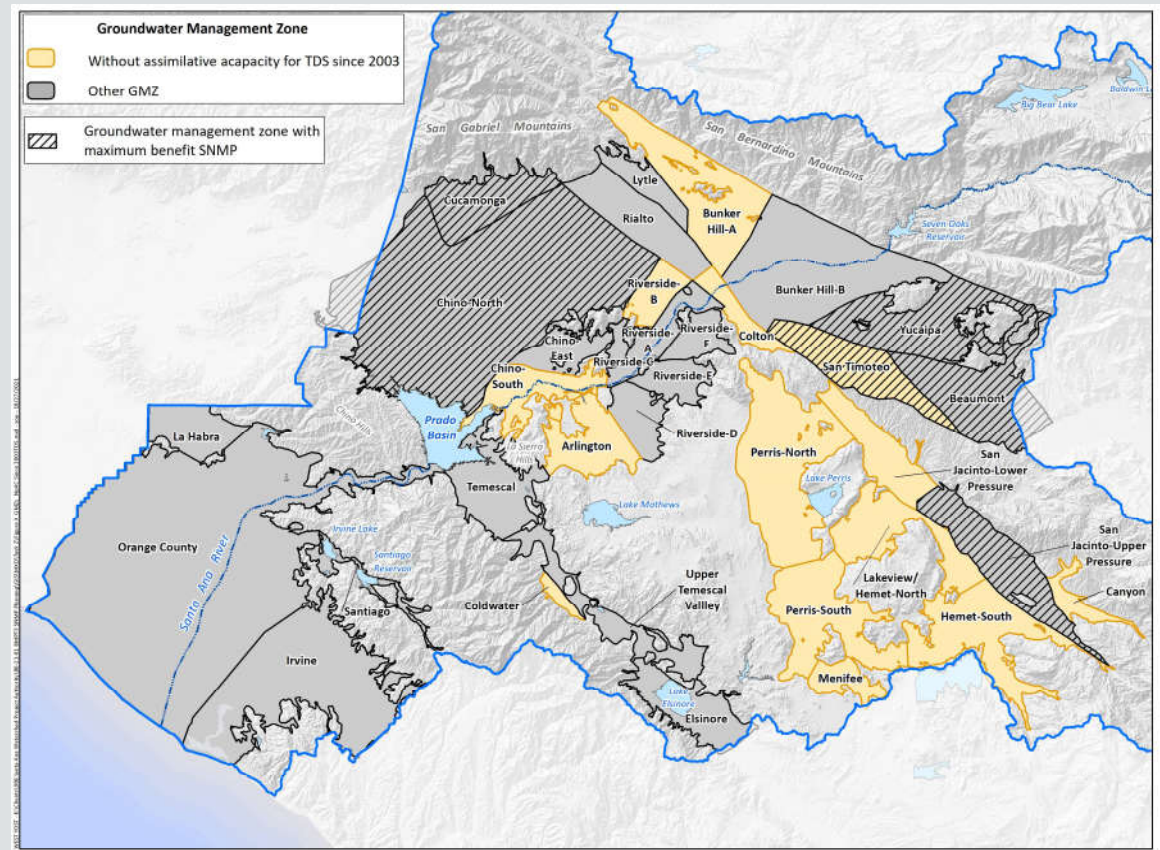 Groundwater Management Zone
Without assimilative acapacity for TDS since 2003
Other GMZ
Groundwater management zone with
maximum benefit SNMP
San Gabriel Mountains
San Bernardino Mountains
Big Bear Lake
Baldwin L
Seven Oaks
Reservoir
Cucamonga
Lytle
Rialto
Bunker
Hill-A
Bunker Hill-B
Chino-North
Riverside-
B
Yucaipa
Chino-
East
Riverside-
A
Riverside-
F
Colton
Riverside-C
San Timoteo
Chino-
South
Riverside-E
Beaumont
Chino Hills
Prado
Basin
La Sierra
Hills
Arlington
Riverside-D
La Habra
Perris-North
San
Jacinto-Lower
Pressure
Temescal
Lake Perris
Lake Mathews
Orange County
Santa Ana River
Irvine Lake
Santiago
Reservoir
San
Jacinto-Upper
Pressure
Santiago
Coldwater
Upper
Temescal
Vallley
Lakeview/
Hemet-North
Canyon
Perris-South
Hemet-South
Irvine
Menifee
Lake
Elsinore
Elsinore